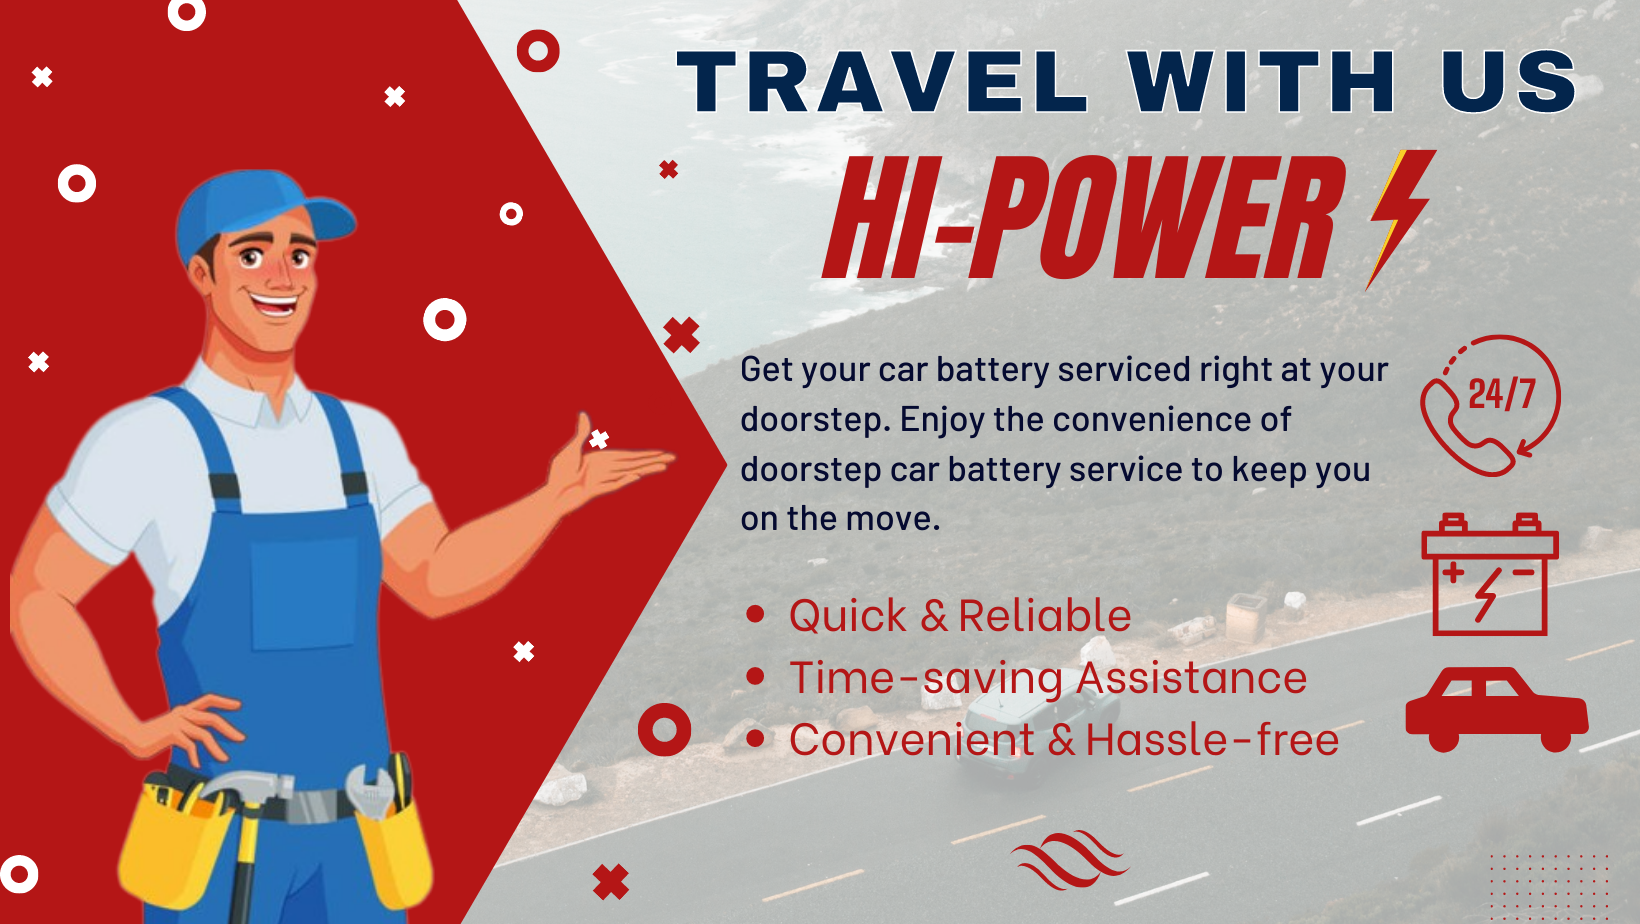 TRAVEL WITH US
HI-POWER
Get your car battery serviced right at your
doorstep. Enjoy the convenience of
doorstep car battery service to keep you
on the move.
24/7
• Quick & Reliable
• Time-saving Assistance
• Convenient & Hassle-free